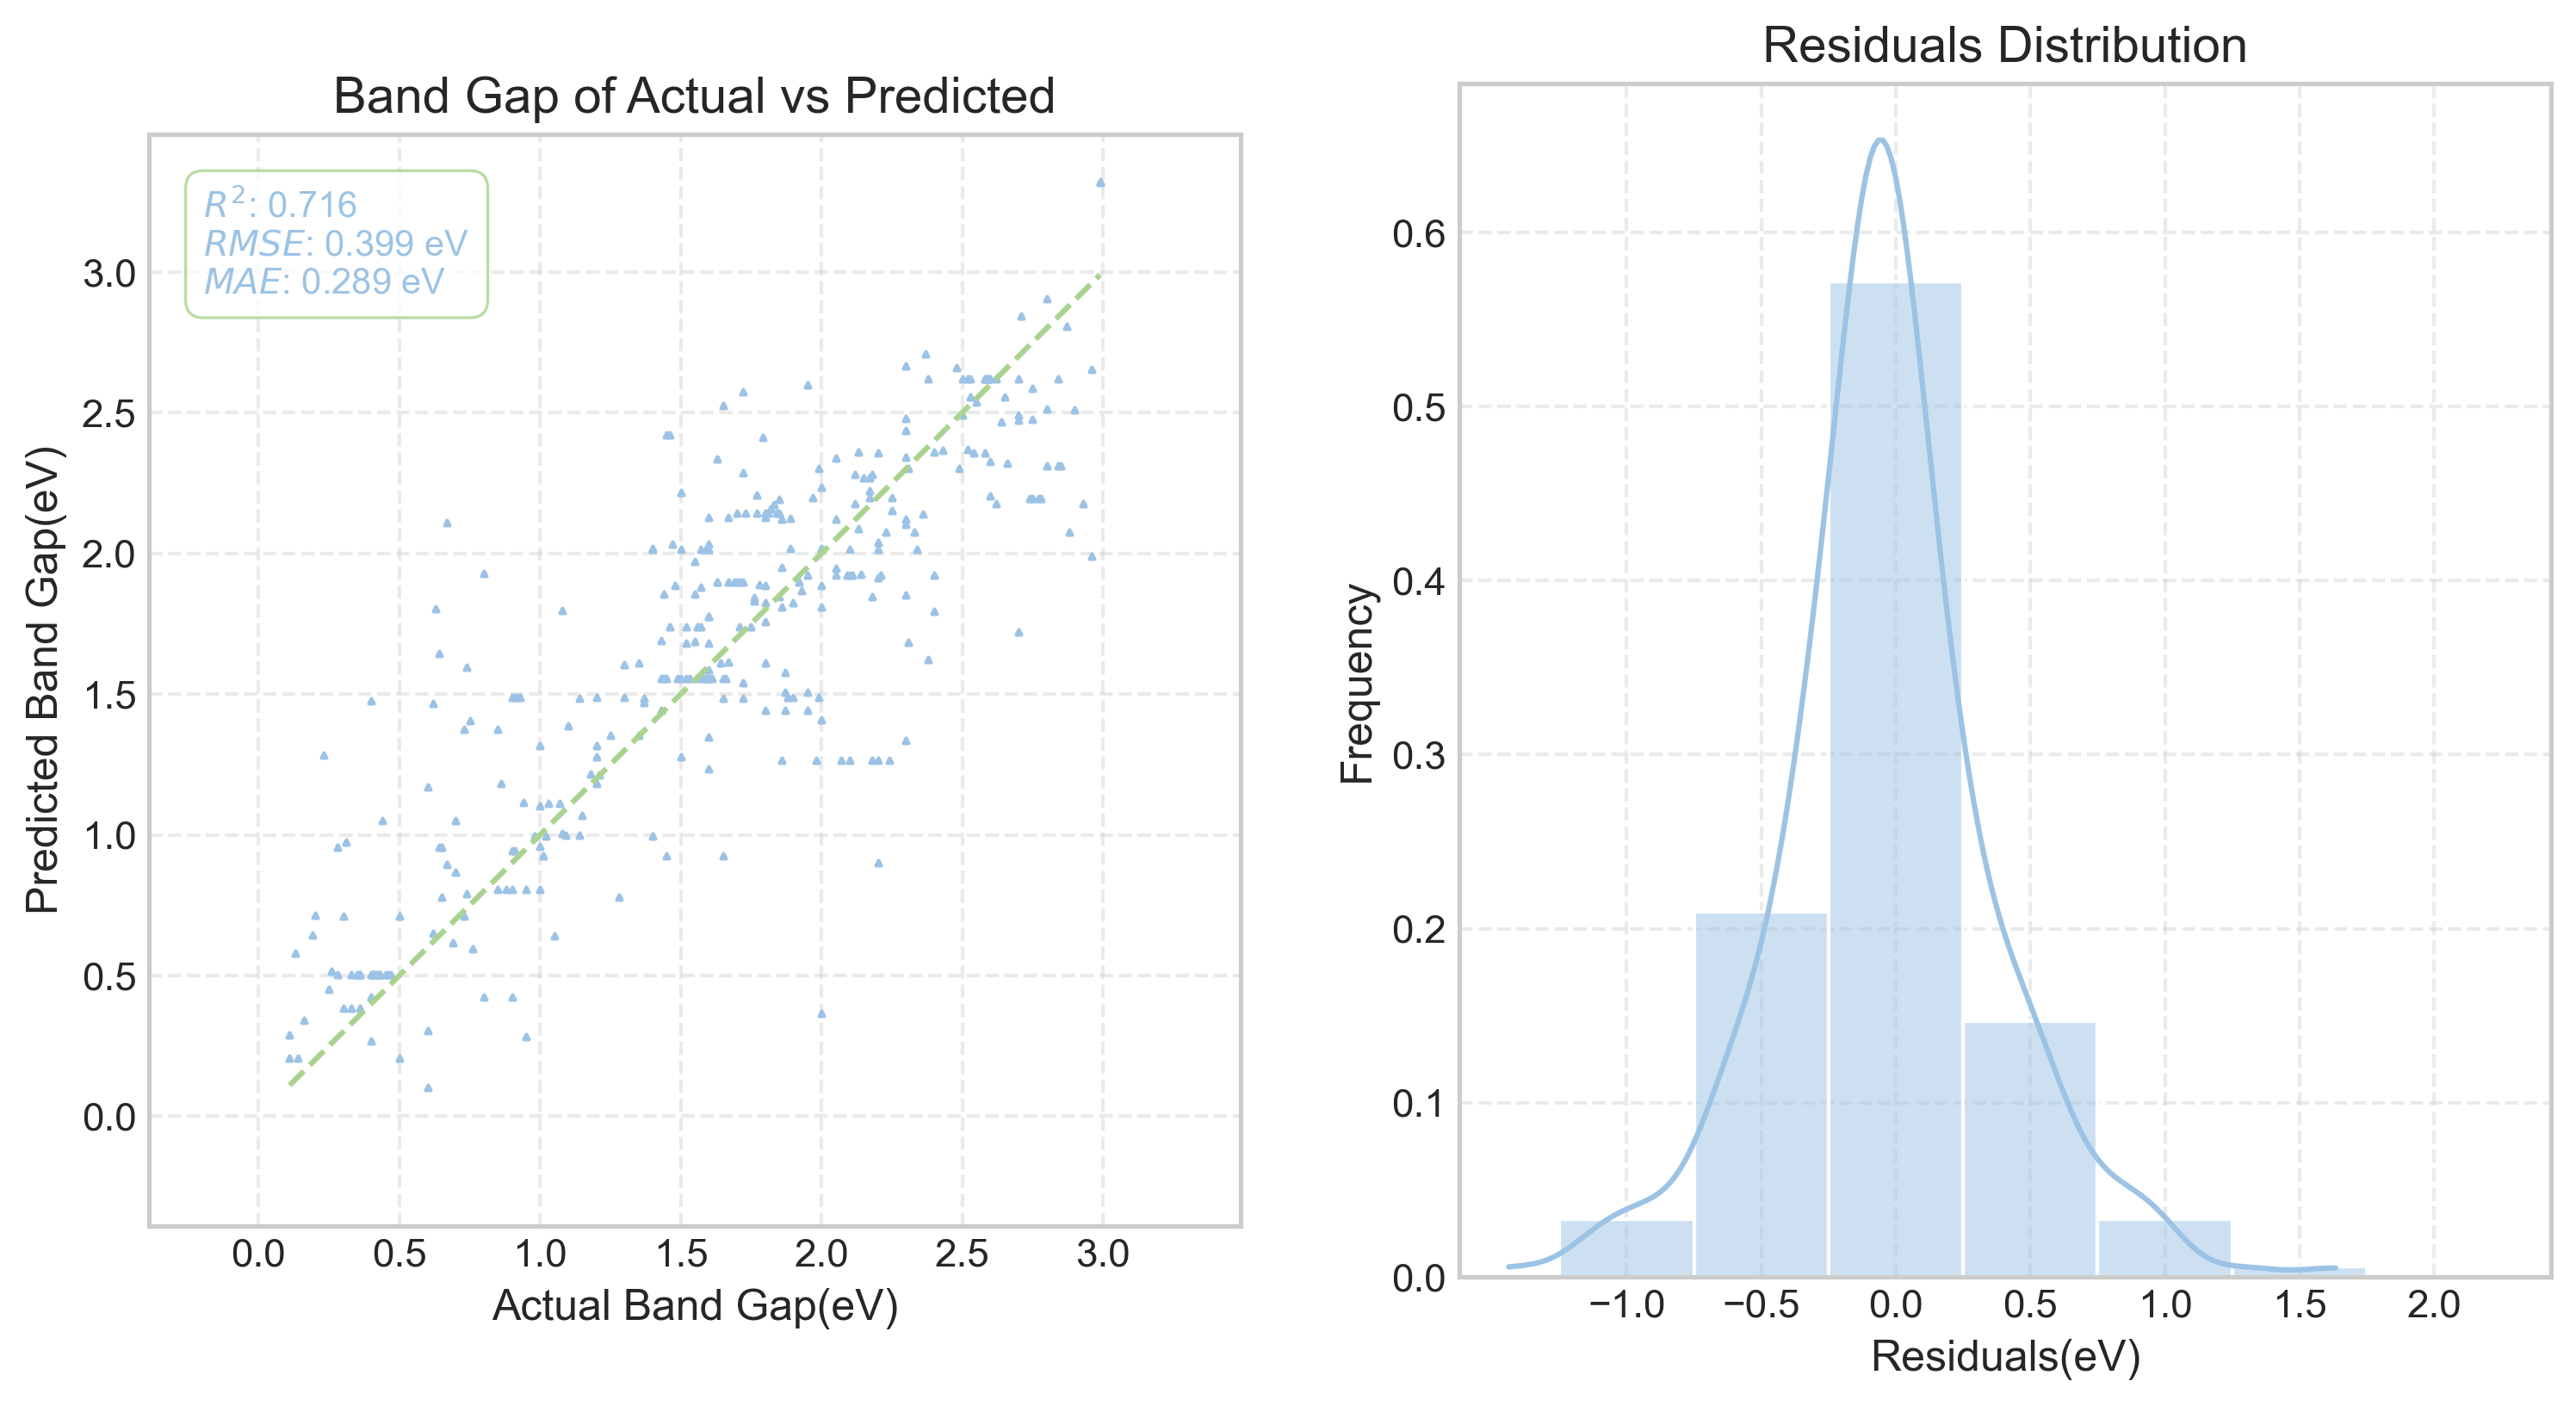 Band Gap of Actual vs Predicted
R²: 0.716
RMSE: 0.399 eV
MAE: 0.289 eV
Predicted Band Gap(eV)
3.0
2.5
2.0
1.5
1.0
0.5
0.0
0.0 0.5 1.0 1.5 2.0 2.5 3.0
Actual Band Gap(eV)
Residuals Distribution
Frequency
0.6
0.5
0.4
0.3
0.2
0.1
0.0
−1.0 −0.5 0.0 0.5 1.0 1.5 2.0
Residuals(eV)